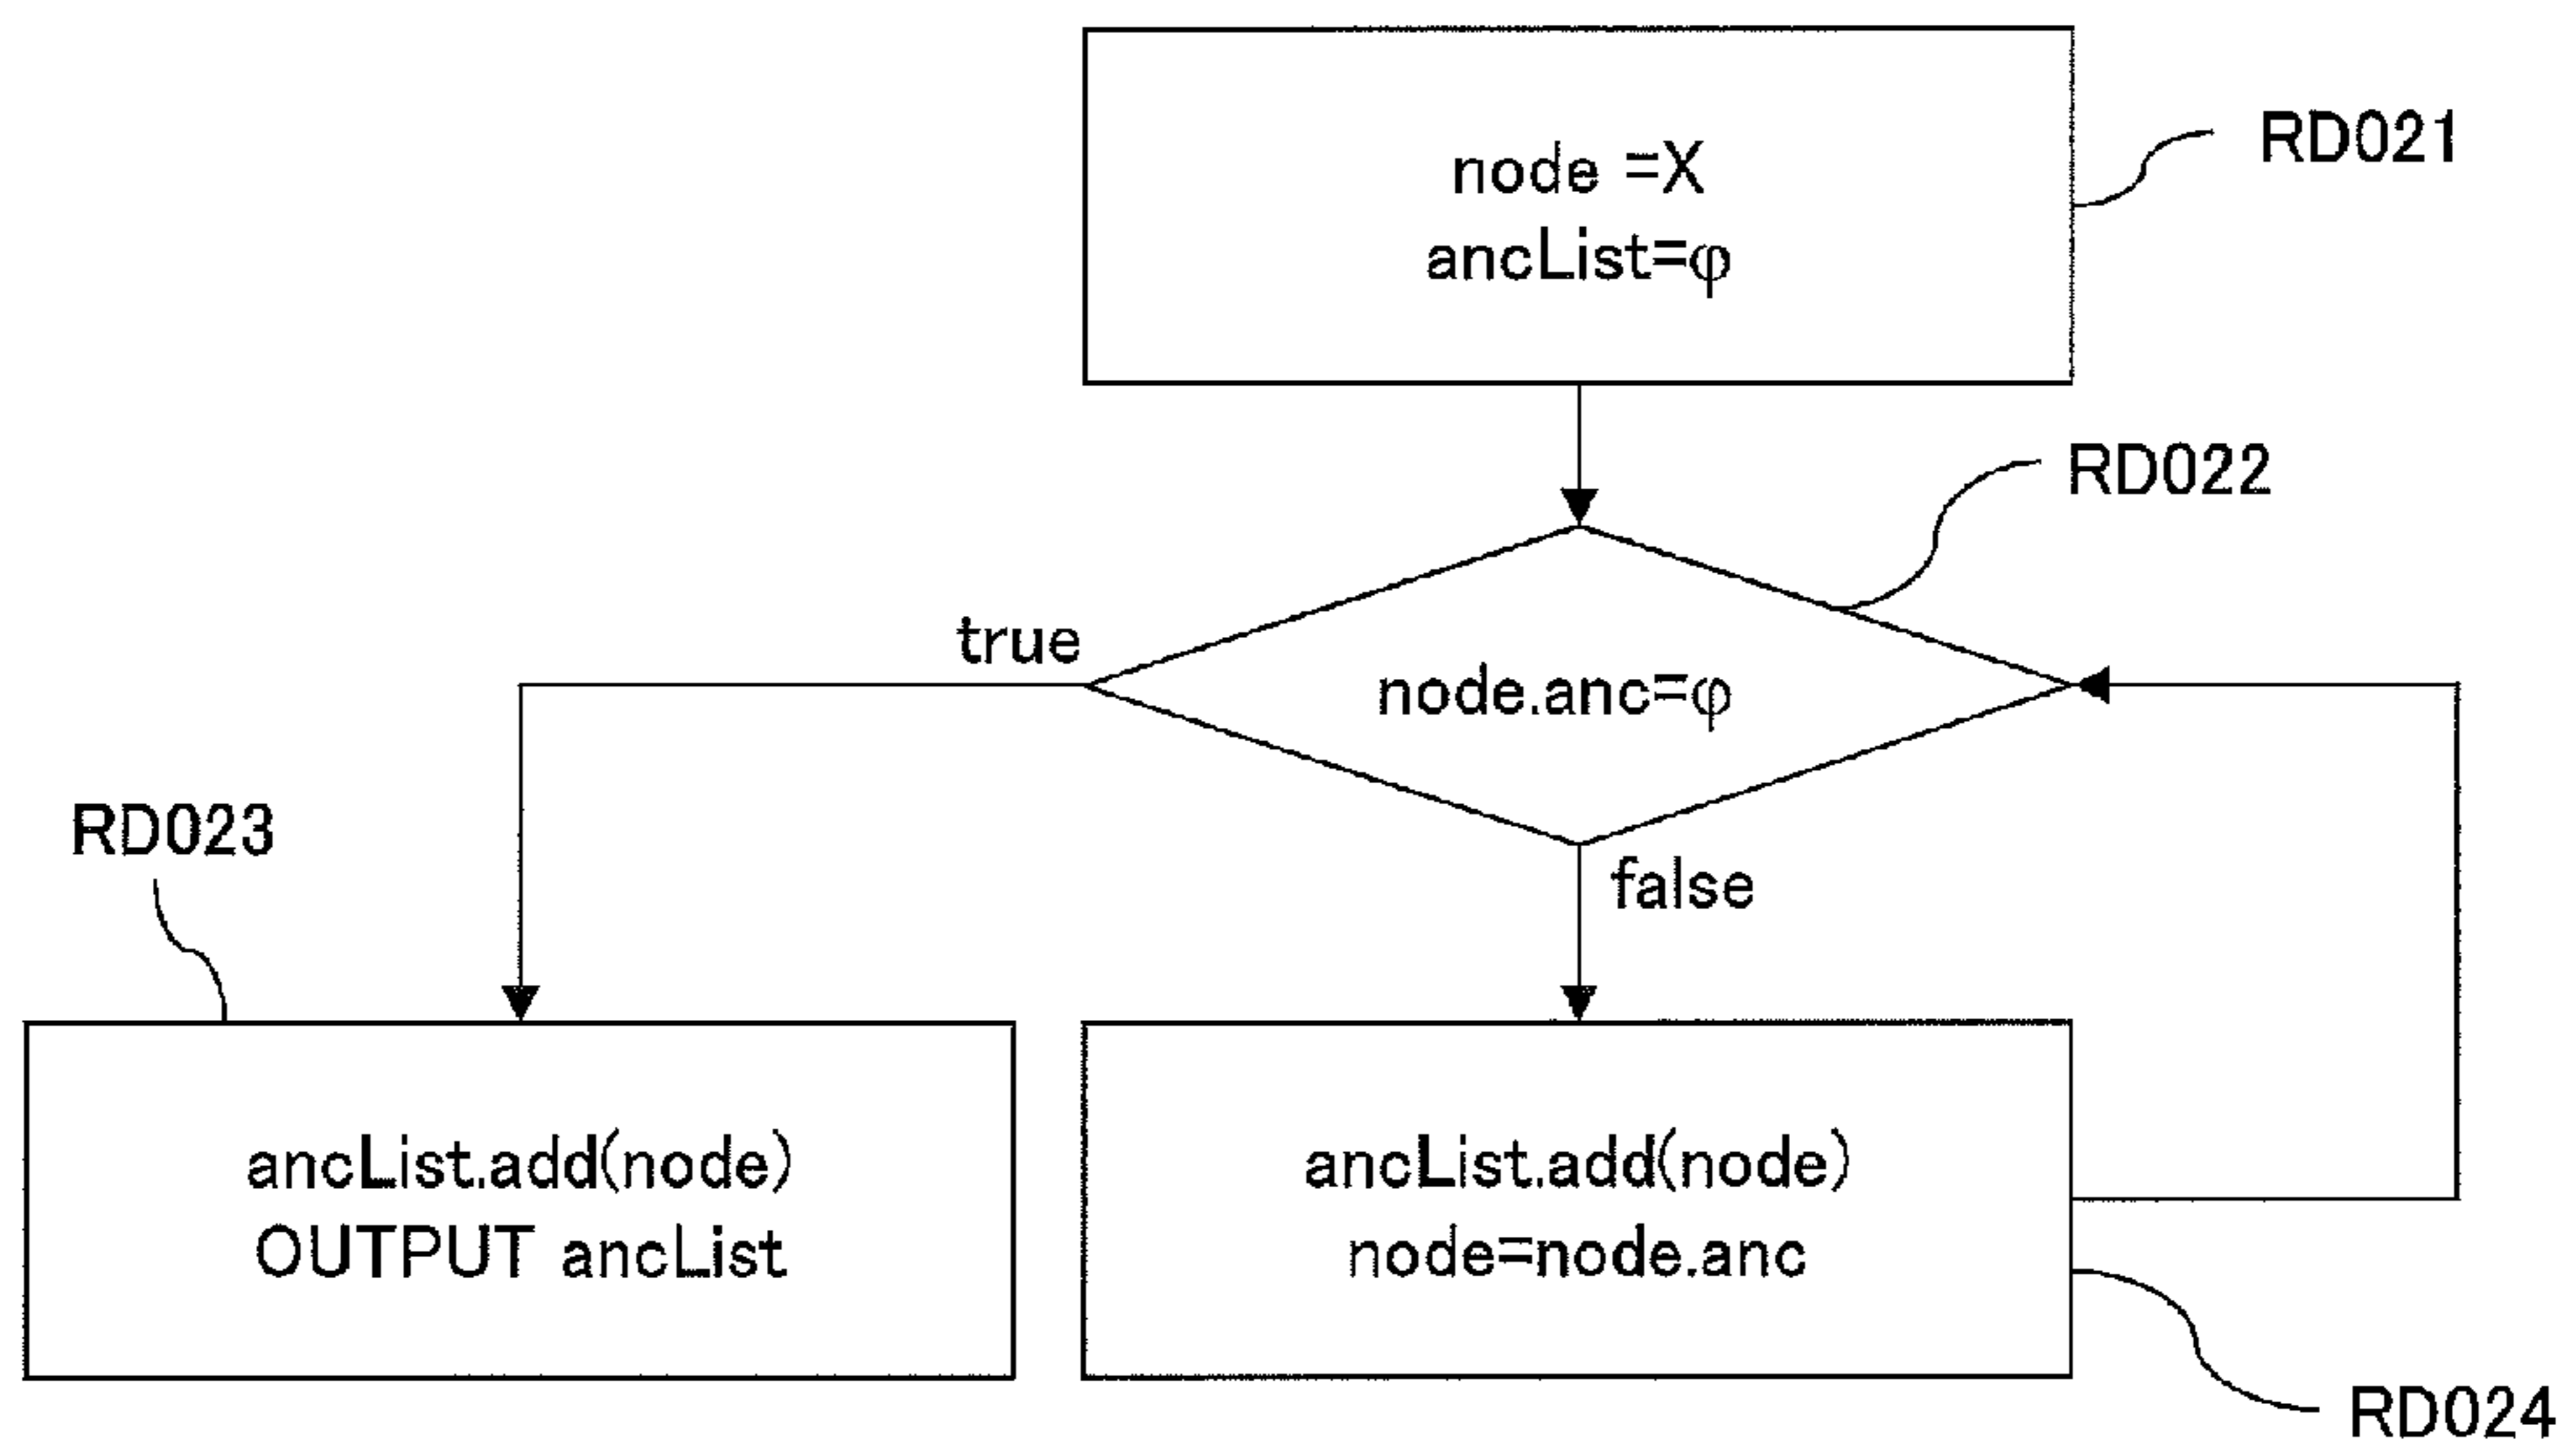 node =X
ancList=φ
RD021
RD022
true
node.anc=φ
false
RD023
ancList.add(node)
OUTPUT ancList
ancList.add(node)
node=node.anc
RD024